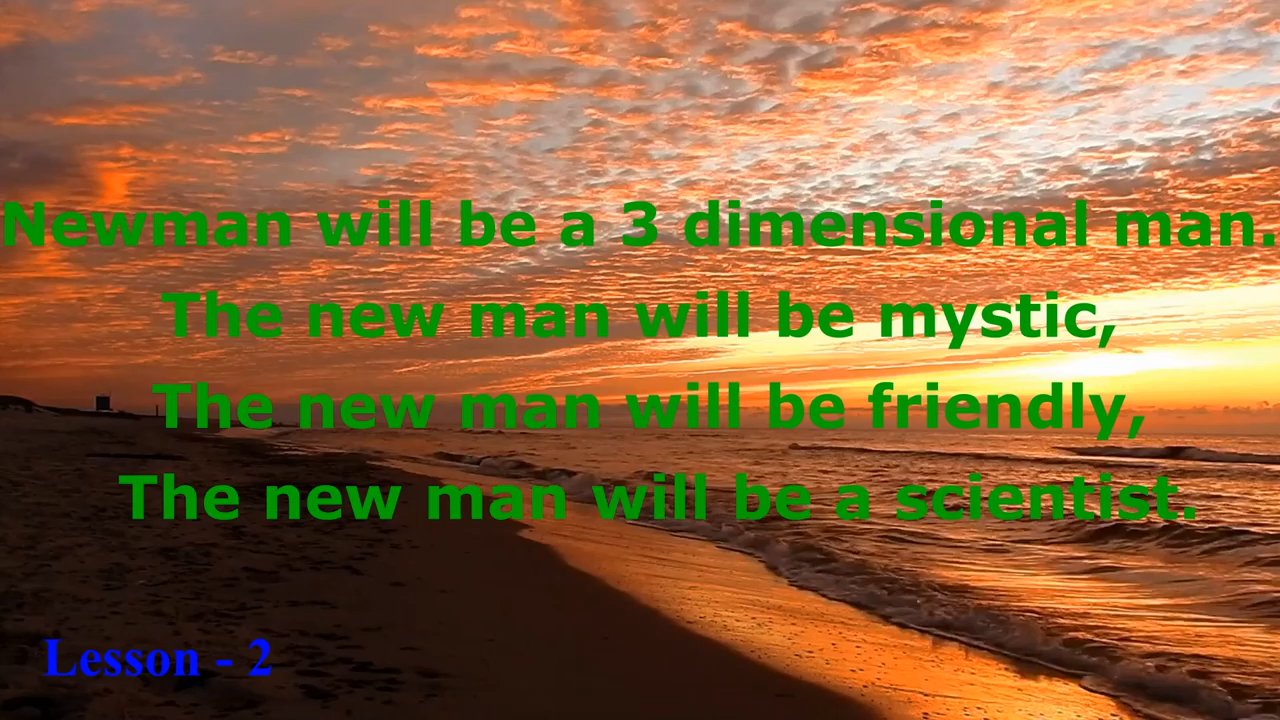 Newman will be a 3 dimensional man.
The new man will be mystic,
The new man will be friendly,
The new man will be a scientist.
Lesson - 2